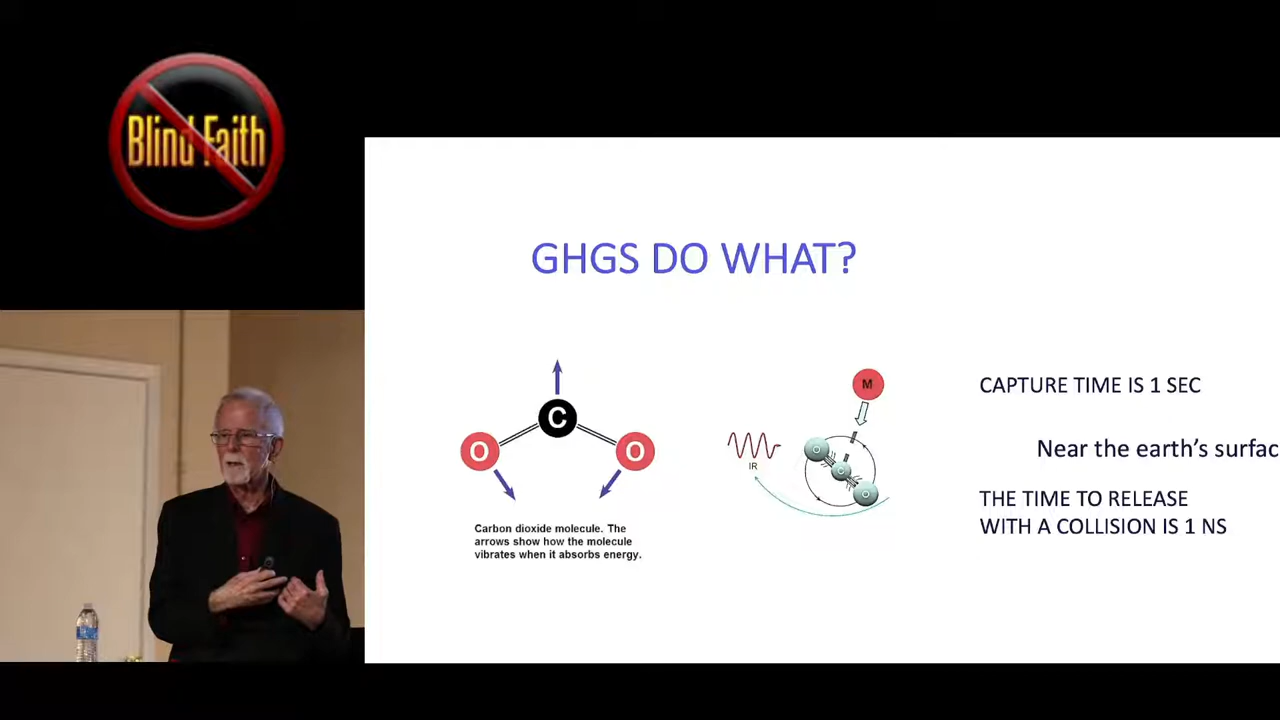 Blind Faith
GHGS DO WHAT?
C
O
O
Carbon dioxide molecule. The
arrows show how the molecule
vibrates when it absorbs energy.
M
IR
O
C
O
CAPTURE TIME IS 1 SEC
Near the earth's surfac
THE TIME TO RELEASE
WITH A COLLISION IS 1 NS